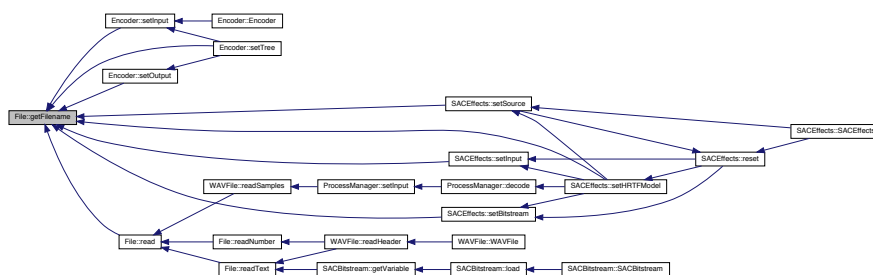 Encoder::setInput
Encoder::Encoder
Encoder::setTree
Encoder::setOutput
File::getFilename
SACEffects::setSource
SACEffects::SACEffects
SACEffects::setInput
SACEffects::reset
WAVFile::readSamples
ProcessManager::setInput
ProcessManager::decode
SACEffects::setHRTFModel
SACEffects::setBitstream
File::read
File::readNumber
WAVFile::readHeader
WAVFile::WAVFile
File::readText
SACBitstream::getVariable
SACBitstream::load
SACBitstream::SACBitstream